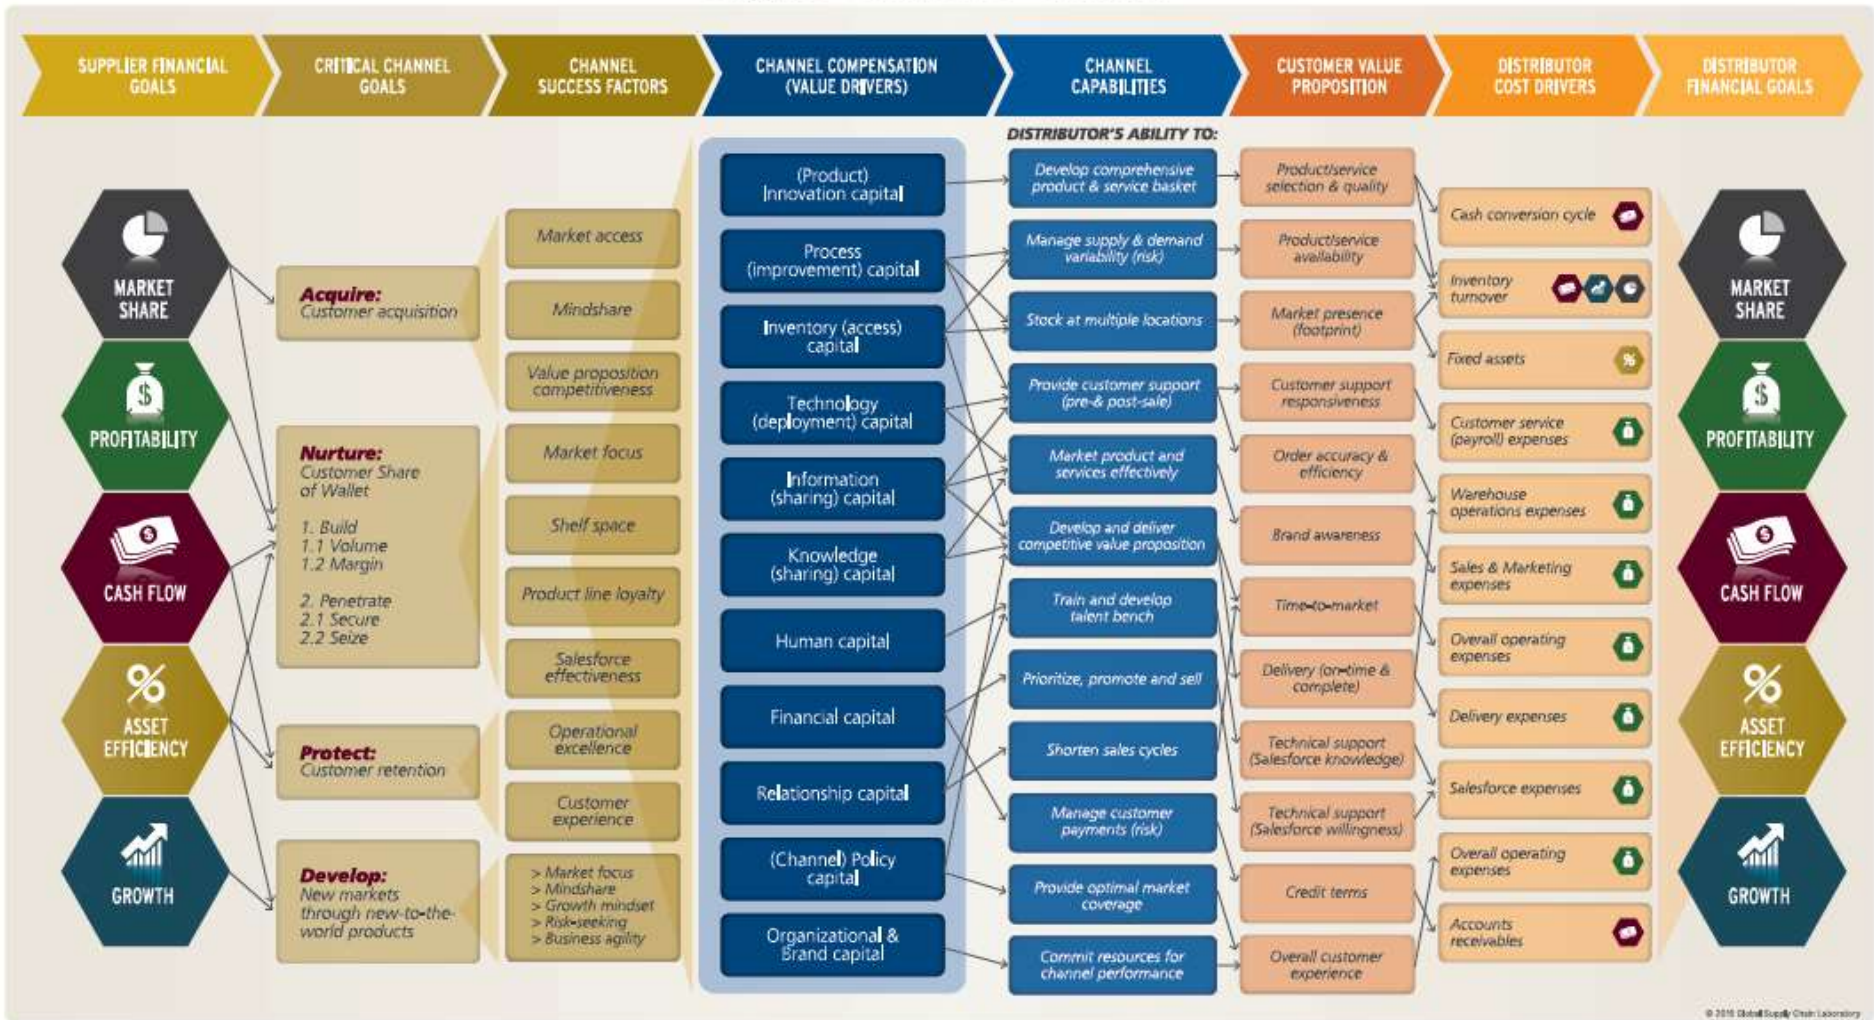 SUPPLIER FINANCIAL
GOALS
CRITICAL CHANNEL
GOALS
CHANNEL
SUCCESS FACTORS
CHANNEL COMPENSATION
(VALUE DRIVERS)
CHANNEL
CAPABILITIES
CUSTOMER VALUE
PROPOSITION
DISTRIBUTOR
COST DRIVERS
DISTRIBUTOR
FINANCIAL GOALS
MARKET
SHARE
$
PROFITABILITY
$
CASH FLOW
%
ASSET
EFFICIENCY
GROWTH
Acquire:
Customer acquisition
Nurture:
Customer Share
of Wallet
1. Build
1.1 Volume
1.2 Margin
2. Penetrate
2.1 Secure
2.2 Seize
Protect:
Customer retention
Develop:
New markets
through new-to-the-
world products
Market access
Mindshare
Value proposition
competitiveness
Market focus
Shelf space
Product line loyalty
Salesforce
effectiveness
Operational
excellence
Customer
experience
> Market focus
> Mindshare
> Growth mindset
> Risk-seeking
> Business agility
(Product)
Innovation capital
Process
(improvement) capital
Inventory (access)
capital
Technology
(deployment) capital
Information
(sharing) capital
Knowledge
(sharing) capital
Human capital
Financial capital
Relationship capital
(Channel) Policy
capital
Organizational &
Brand capital
DISTRIBUTOR'S ABILITY TO:
Develop comprehensive
product & service basket
Manage supply & demand
variability (risk)
Stock at multiple locations
Provide customer support
(pre-& post-sale)
Market product and
services effectively
Develop and deliver
competitive value proposition
Train and develop
talent bench
Prioritize, promote and sell
Shorten sales cycles
Manage customer
payments (risk)
Provide optimal market
coverage
Commit resources for
channel performance
Product/service
selection & quality
Product/service
availability
Market presence
(footprint)
Customer support
responsiveness
Order accuracy &
efficiency
Brand awareness
Time-to-market
Delivery (on-time &
complete)
Technical support
(Salesforce knowledge)
Technical support
(Salesforce willingness)
Credit terms
Overall customer
experience
Cash conversion cycle
Inventory
turnover
Fixed assets
%
Customer service
(payroll) expenses
Warehouse
operations expenses
Sales & Marketing
expenses
Overall operating
expenses
Delivery expenses
Salesforce expenses
Overall operating
expenses
Accounts
receivables
MARKET
SHARE
$
PROFITABILITY
$
CASH FLOW
%
ASSET
EFFICIENCY
GROWTH
Global Supply Chain Laboratory